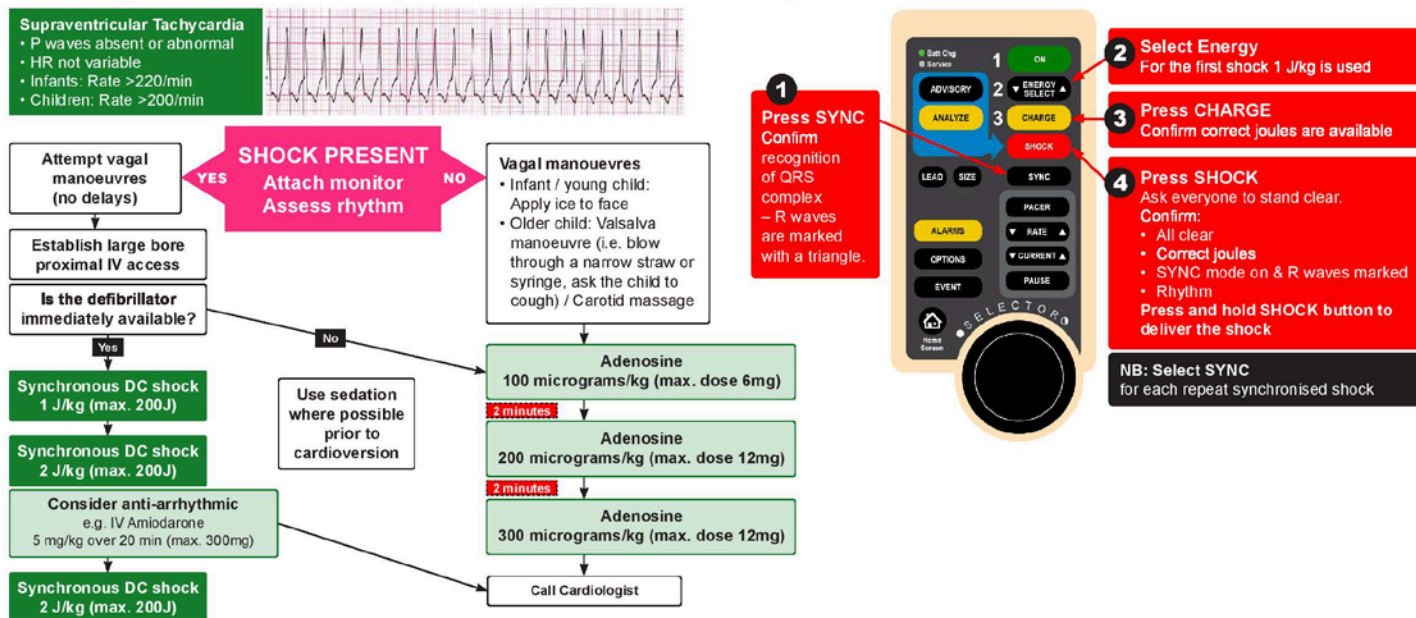 Supraventricular Tachycardia
• P waves absent or abnormal
• HR not variable
• Infants: Rate >220/min
• Children: Rate >200/min
Attempt vagal
manoeuvres
(no delays)
YES
SHOCK PRESENT
Attach monitor
Assess rhythm
NO
Establish large bore
proximal IV access
Is the defibrillator
immediately available?
Yes
No
Synchronous DC shock
1 J/kg (max. 200J)
Synchronous DC shock
2 J/kg (max. 200J)
Consider anti-arrhythmic
e.g. IV Amiodarone
5 mg/kg over 20 min (max. 300mg)
Synchronous DC shock
2 J/kg (max. 200J)
Use sedation
where possible
prior to
cardioversion
Vagal manouevres
• Infant / young child:
Apply ice to face
• Older child: Valsalva
manoeuvre (i.e. blow
through a narrow straw or
syringe, ask the child to
cough) / Carotid massage
Adenosine
100 micrograms/kg (max. dose 6mg)
2 minutes
Adenosine
200 micrograms/kg (max. dose 12mg)
2 minutes
Adenosine
300 micrograms/kg (max. dose 12mg)
Call Cardiologist
1
Press SYNC
Confirm
recognition
of QRS
complex
– R waves
are marked
with a triangle.
Batt Chg
Service
1 ON
ADVISORY
2 ▼ ENERGY SELECT ▲
ANALYZE
3 CHARGE
SHOCK
LEAD SIZE
SYNC
PACER
ALARMS
▼ RATE ▲
OPTIONS
▼ CURRENT ▲
EVENT
PAUSE
SELECTOR
Home
Screen
2
Select Energy
For the first shock 1 J/kg is used
3
Press CHARGE
Confirm correct joules are available
4
Press SHOCK
Ask everyone to stand clear.
Confirm:
• All clear
• Correct joules
• SYNC mode on & R waves marked
• Rhythm
Press and hold SHOCK button to
deliver the shock
NB: Select SYNC
for each repeat synchronised shock